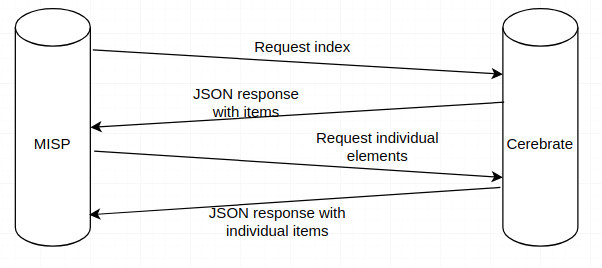 Request index
JSON response
with items
Request individual
elements
MISP
Cerebrate
JSON response with
individual items